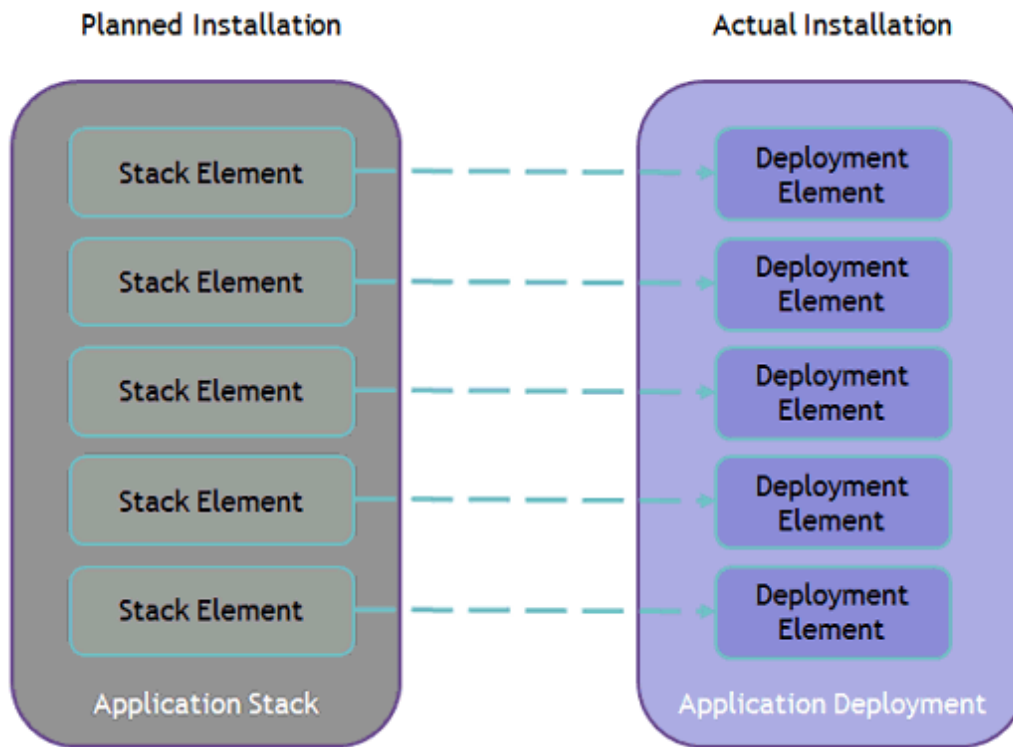 Planned Installation
Actual Installation
Stack Element
Deployment
Element
Stack Element
Deployment
Element
Stack Element
Deployment
Element
Stack Element
Deployment
Element
Stack Element
Deployment
Element
Application Stack
Application Deployment